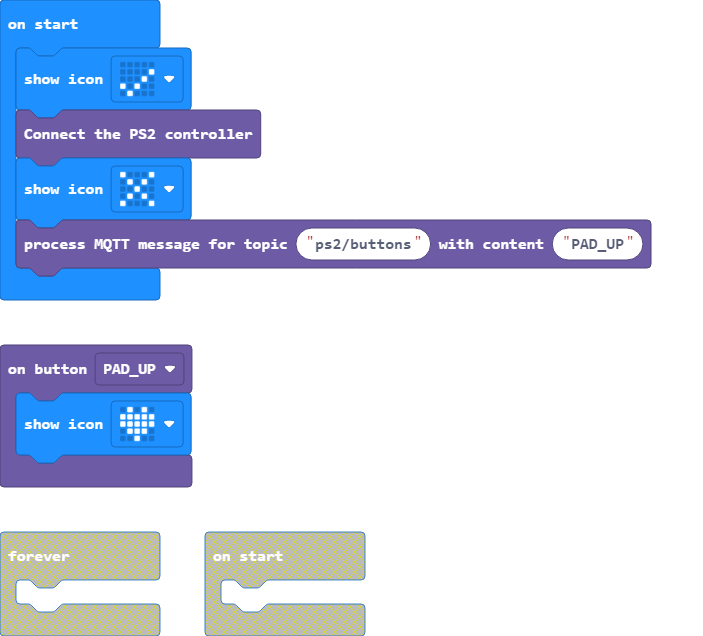 on start
show icon
Connect the PS2 controller
show icon
process MQTT message for topic "ps2/buttons" with content "PAD_UP"
on button PAD_UP
show icon
forever
on start